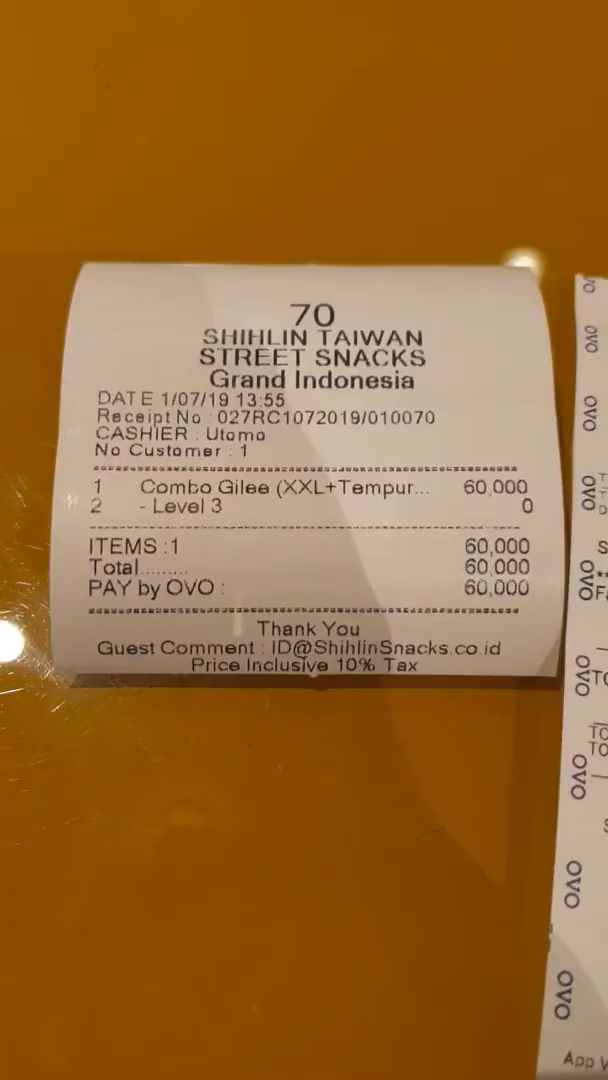 70
SHIHLIN TAIWAN
STREET SNACKS
Grand Indonesia
DATE 1/07/19 13:55
Receipt No : 027RC1072019/010070
CASHIER : Utomo
No Customer : 1
1 Combo Gilee (XXL+Tempur... 60,000
2 - Level 3 0
ITEMS :1 60,000
Total......... 60,000
PAY by OVO : 60,000
Thank You
Guest Comment : ID@ShihlinSnacks.co.id
Price Inclusive 10% Tax
OVO
OVO
OVO
OVO
OVO
OVO
OVO
OVO
App